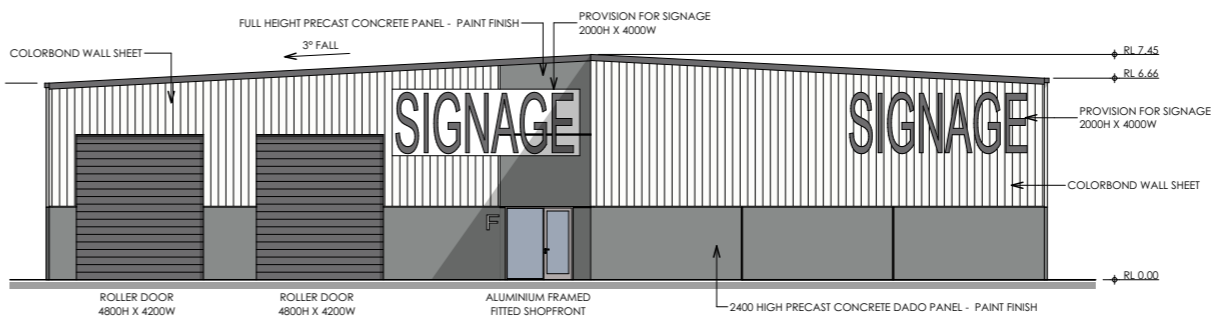 PROVISION FOR SIGNAGE
2000H X 4000W
FULL HEIGHT PRECAST CONCRETE PANEL - PAINT FINISH
3° FALL
COLORBOND WALL SHEET
RL 7.45
RL 6.66
SIGNAGE
SIGNAGE
PROVISION FOR SIGNAGE
2000H X 4000W
COLORBOND WALL SHEET
F
RL 0.00
ROLLER DOOR
4800H X 4200W
ROLLER DOOR
4800H X 4200W
ALUMINIUM FRAMED
FITTED SHOPFRONT
2400 HIGH PRECAST CONCRETE DADO PANEL - PAINT FINISH